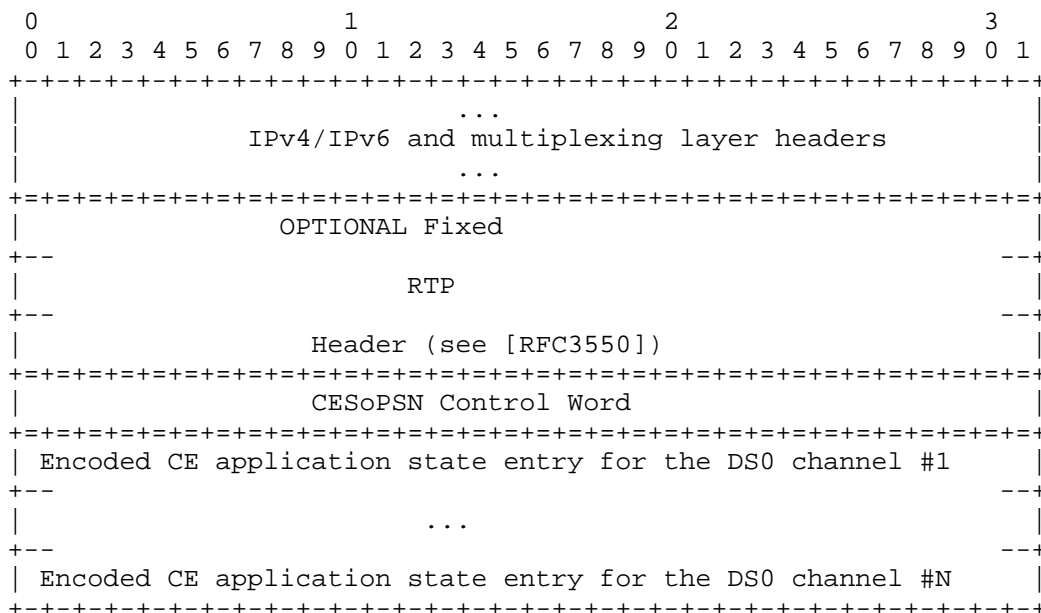 0                   1                   2                   3
 0 1 2 3 4 5 6 7 8 9 0 1 2 3 4 5 6 7 8 9 0 1 2 3 4 5 6 7 8 9 0 1
+-+-+-+-+-+-+-+-+-+-+-+-+-+-+-+-+-+-+-+-+-+-+-+-+-+-+-+-+-+-+-+-+
|                           ...                                 |
|              IPv4/IPv6 and multiplexing layer headers         |
|                           ...                                 |
+=+=+=+=+=+=+=+=+=+=+=+=+=+=+=+=+=+=+=+=+=+=+=+=+=+=+=+=+=+=+=+=+
|                OPTIONAL Fixed                                 |
+--                                                           --+
|                        RTP                                    |
+--                                                           --+
|                  Header (see [RFC3550])                       |
+=+=+=+=+=+=+=+=+=+=+=+=+=+=+=+=+=+=+=+=+=+=+=+=+=+=+=+=+=+=+=+=+
|                  CESoPSN Control Word                         |
+=+=+=+=+=+=+=+=+=+=+=+=+=+=+=+=+=+=+=+=+=+=+=+=+=+=+=+=+=+=+=+=+
| Encoded CE application state entry for the DS0 channel #1     |
+--                                                           --+
|                         ...                                   |
+--                                                           --+
| Encoded CE application state entry for the DS0 channel #N     |
+-+-+-+-+-+-+-+-+-+-+-+-+-+-+-+-+-+-+-+-+-+-+-+-+-+-+-+-+-+-+-+-+